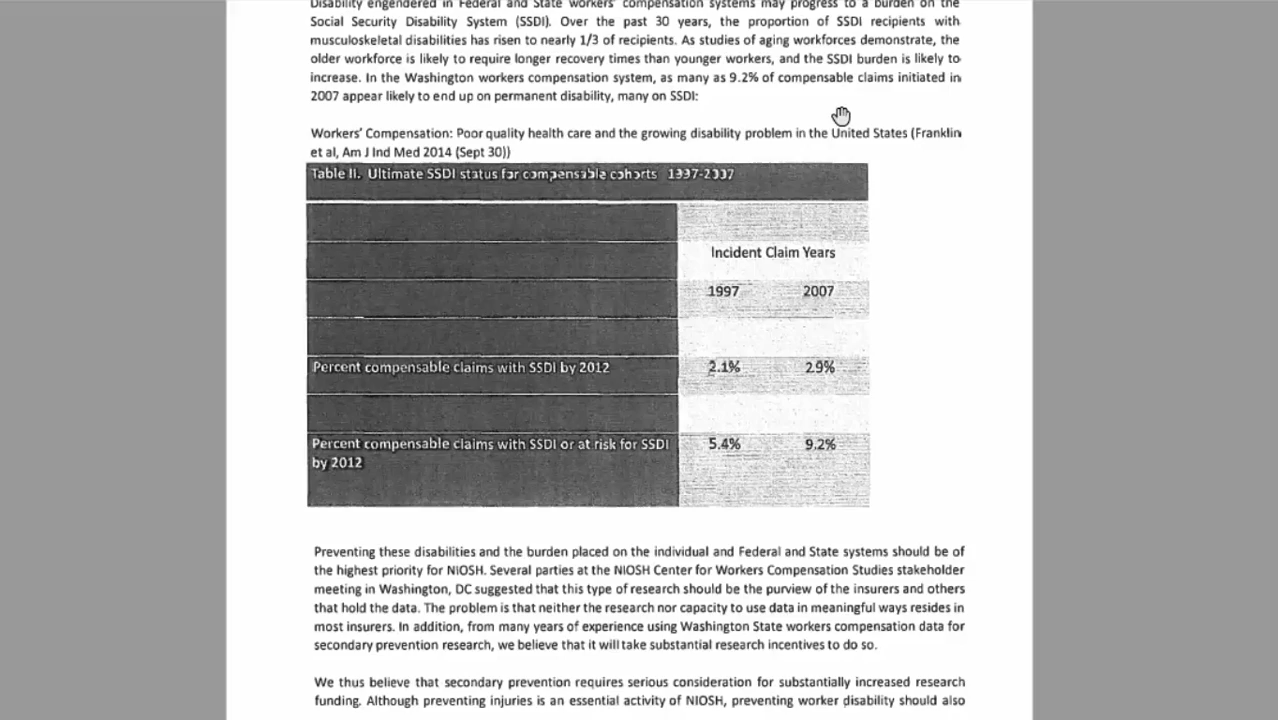 Disability engendered in Federal and State workers' compensation systems may progress to a burden on the
Social Security Disability System (SSDI). Over the past 30 years, the proportion of SSDI recipients with
musculoskeletal disabilities has risen to nearly 1/3 of recipients. As studies of aging workforces demonstrate, the
older workforce is likely to require longer recovery times than younger workers, and the SSDI burden is likely to
increase. In the Washington workers compensation system, as many as 9.2% of compensable claims initiated in
2007 appear likely to end up on permanent disability, many on SSDI:
Workers' Compensation: Poor quality health care and the growing disability problem in the United States (Franklin
et al, Am J Ind Med 2014 (Sept 30))
Table II. Ultimate SSDI status for compensable cohorts 1997-2007
Incident Claim Years
1997 2007
Percent compensable claims with SSDI by 2012 2.1% 2.9%
Percent compensable claims with SSDI or at risk for SSDI 5.4% 9.2%
by 2012
Preventing these disabilities and the burden placed on the individual and Federal and State systems should be of
the highest priority for NIOSH. Several parties at the NIOSH Center for Workers Compensation Studies stakeholder
meeting in Washington, DC suggested that this type of research should be the purview of the insurers and others
that hold the data. The problem is that neither the research nor capacity to use data in meaningful ways resides in
most insurers. In addition, from many years of experience using Washington State workers compensation data for
secondary prevention research, we believe that it will take substantial research incentives to do so.
We thus believe that secondary prevention requires serious consideration for substantially increased research
funding. Although preventing injuries is an essential activity of NIOSH, preventing worker disability should also